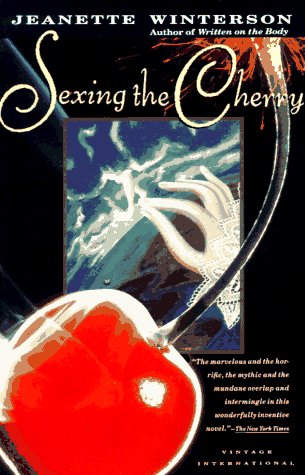 JEANETTE WINTERSON
Author of Written on the Body
Sexing the Cherry
"The marvelous and the hor-
rific, the mythic and the
mundane overlap and
intermingle in this
wonderfully inventive
novel."—The New York Times
VINTAGE
INTERNATIONAL